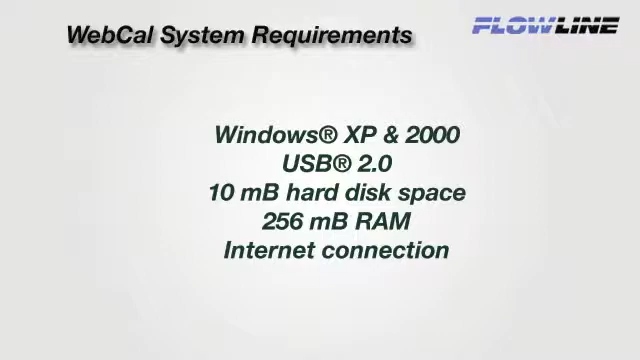 WebCal System Requirements
FLOWLINE
Windows® XP & 2000
USB® 2.0
10 mB hard disk space
256 mB RAM
Internet connection